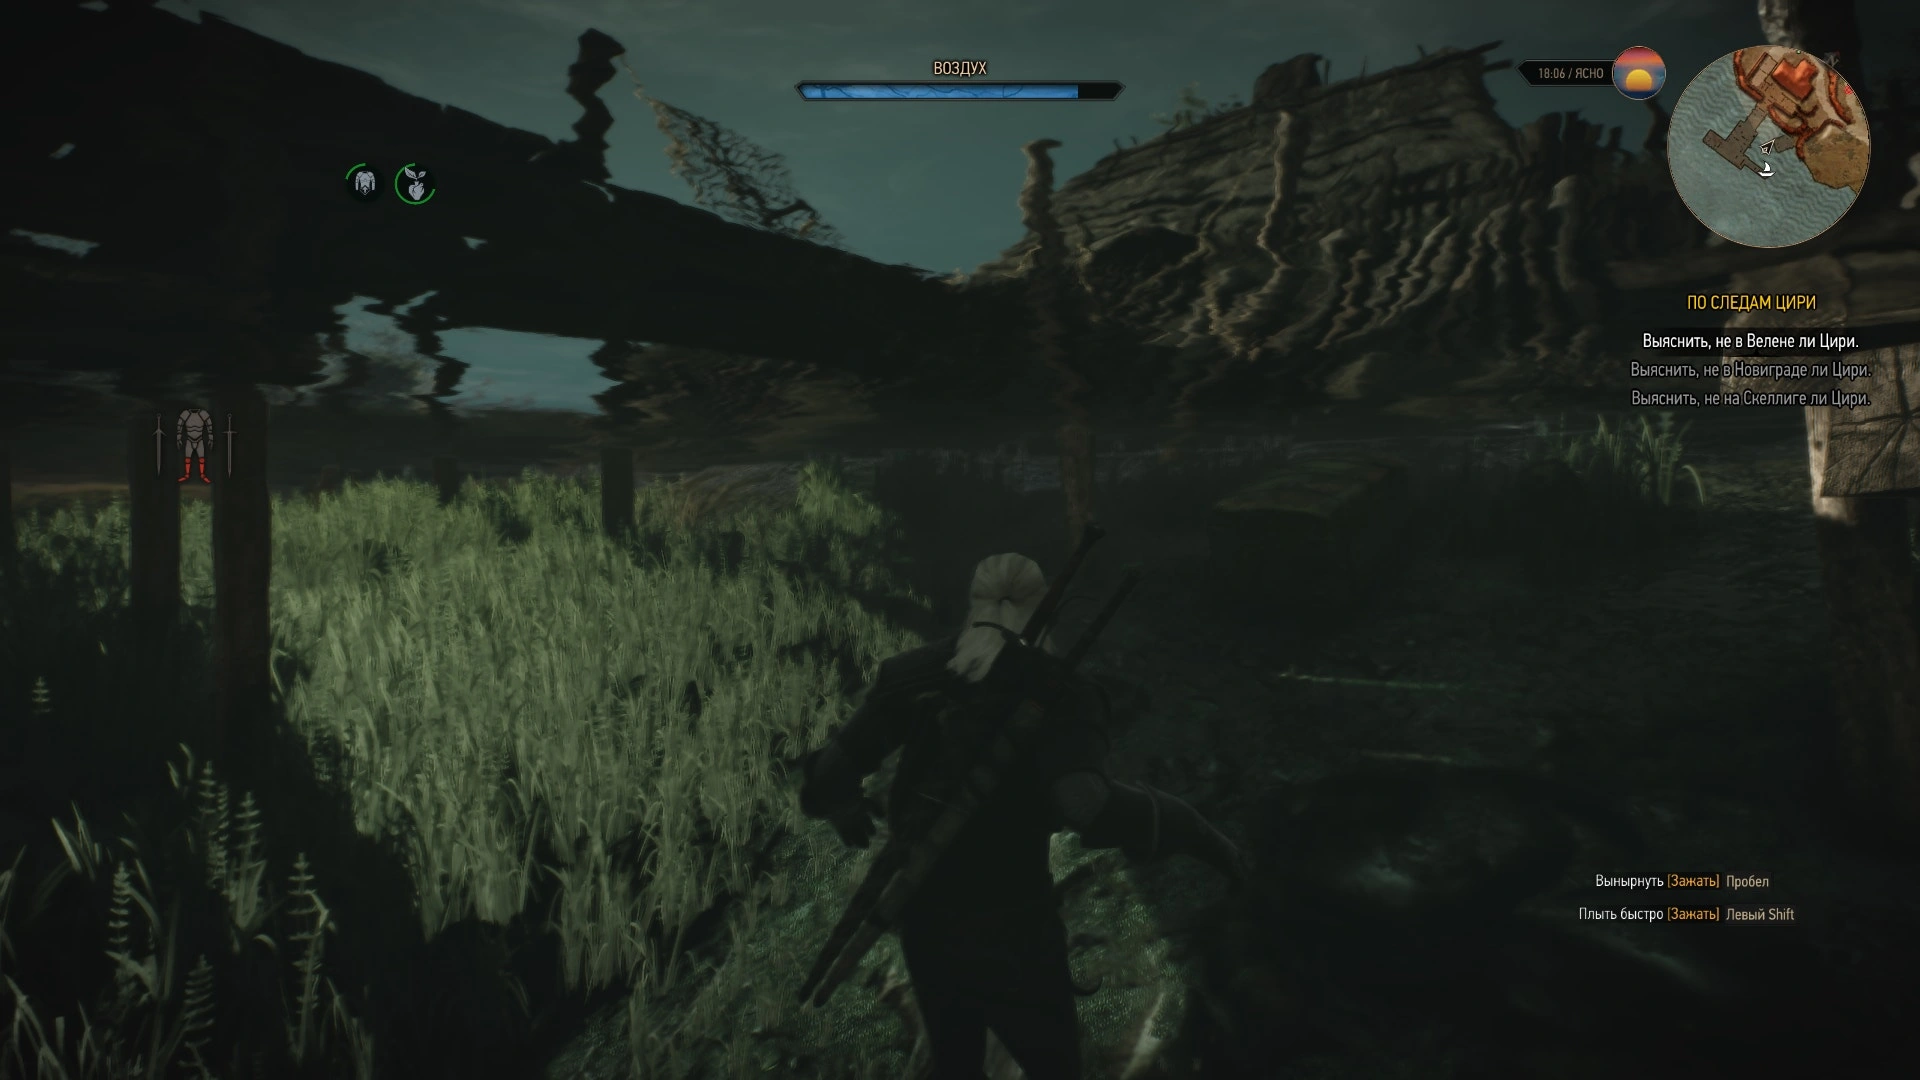 ВОЗДУХ
18:06 / ЯСНО
ПО СЛЕДАМ ЦИРИ
Выяснить, не в Велене ли Цири.
Выяснить, не в Новиграде ли Цири.
Выяснить, не на Скеллиге ли Цири.
Вынырнуть [Зажать] Пробел
Плыть быстро [Зажать] Левый Shift